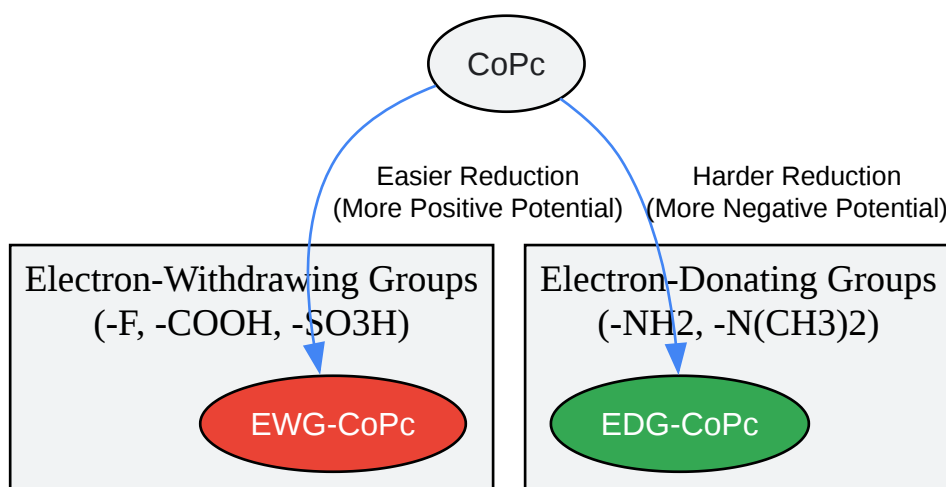 CoPc
Easier Reduction
(More Positive Potential)
Harder Reduction
(More Negative Potential)
Electron-Withdrawing Groups
(-F, -COOH, -SO3H)
Electron-Donating Groups
(-NH2, -N(CH3)2)
EWG-CoPc
EDG-CoPc